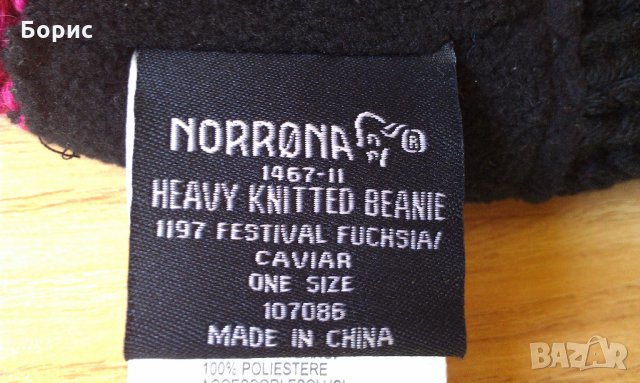 Борис
NORRØNA ®
1467-11
HEAVY KNITTED BEANIE
1197 FESTIVAL FUCHSIA/
CAVIAR
ONE SIZE
107086
MADE IN CHINA
100% POLIESTERE
BAZAR